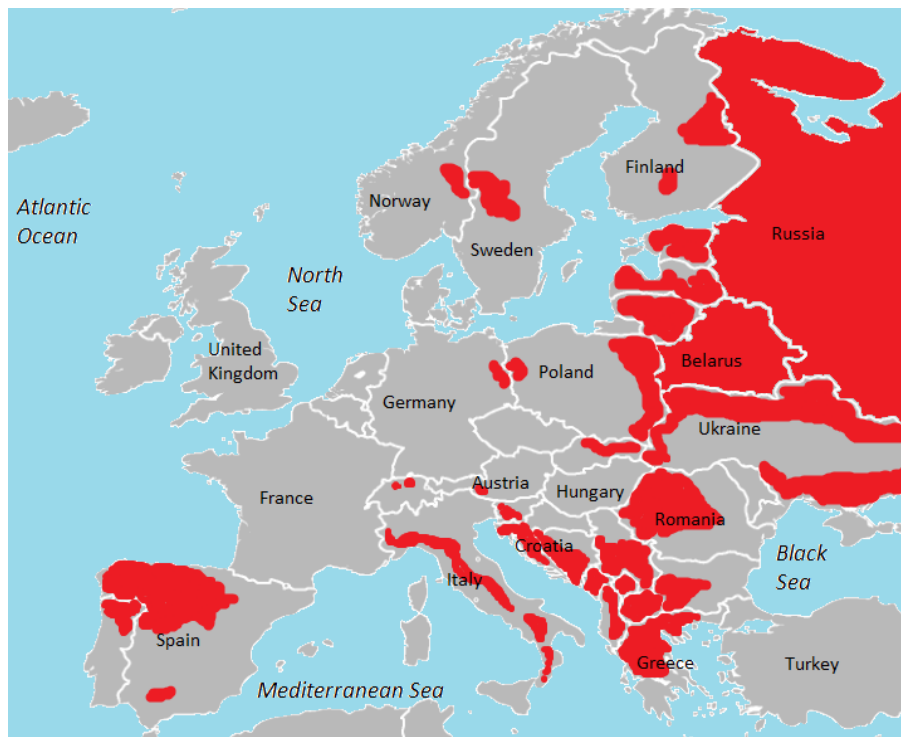 Finland
Norway
Atlantic
Ocean
Russia
Sweden
North
Sea
United
Kingdom
Belarus
Poland
Germany
Ukraine
Austria
Hungary
France
Romania
Croatia
Black
Sea
Italy
Spain
Greece
Turkey
Mediterranean Sea